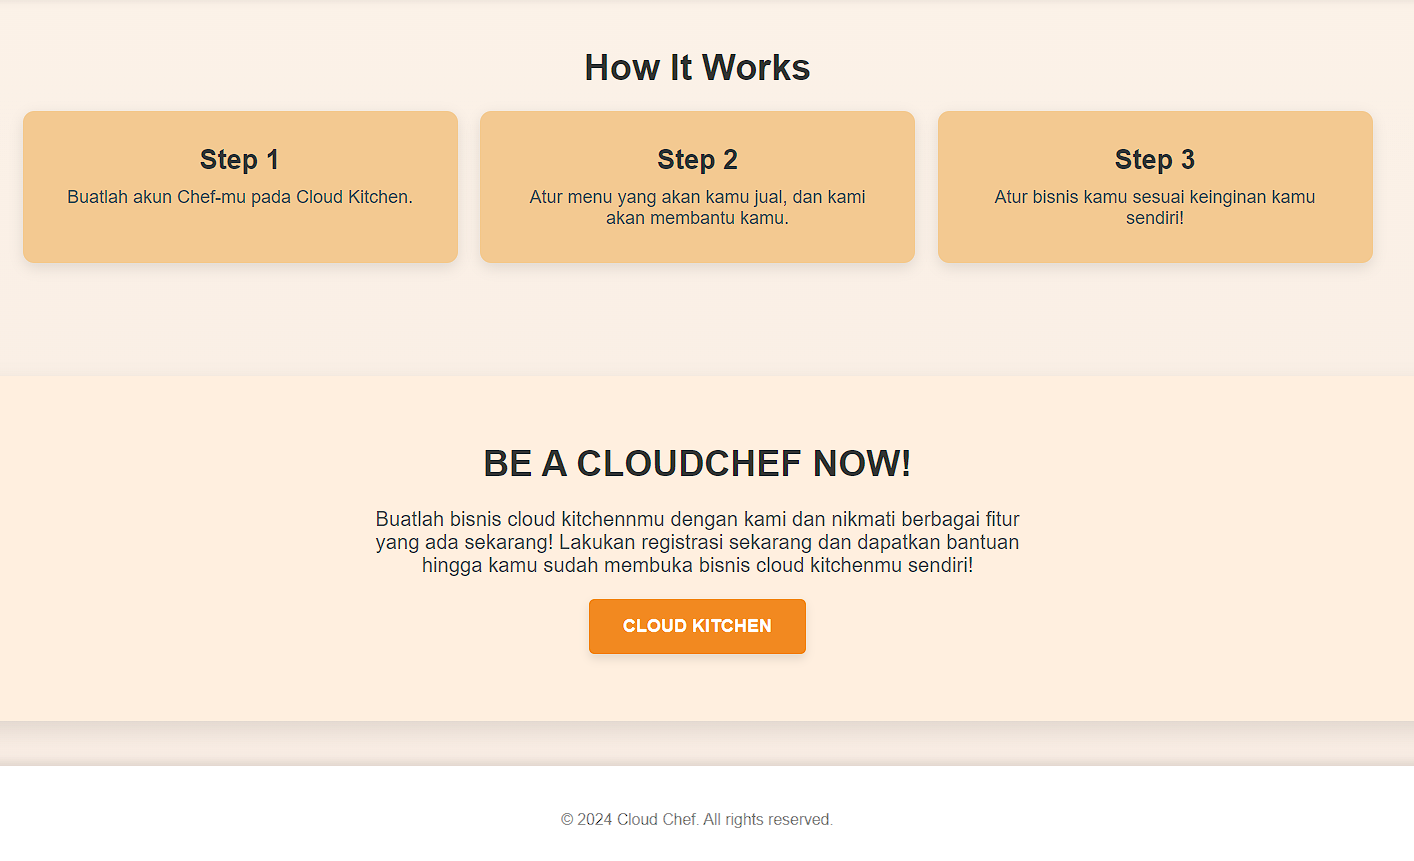 How It Works
Step 1
Buatlah akun Chef-mu pada Cloud Kitchen.
Step 2
Atur menu yang akan kamu jual, dan kami
akan membantu kamu.
Step 3
Atur bisnis kamu sesuai keinginan kamu
sendiri!
BE A CLOUDCHEF NOW!
Buatlah bisnis cloud kitchennmu dengan kami dan nikmati berbagai fitur
yang ada sekarang! Lakukan registrasi sekarang dan dapatkan bantuan
hingga kamu sudah membuka bisnis cloud kitchenmu sendiri!
CLOUD KITCHEN
© 2024 Cloud Chef. All rights reserved.